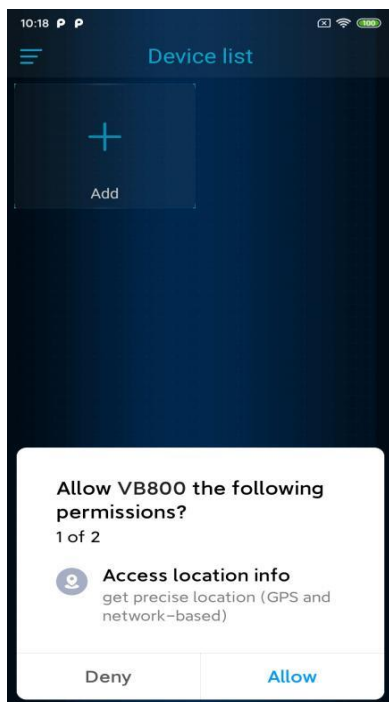 10:18 P P 100
Device list
Add
Allow VB800 the following
permissions?
1 of 2
Access location info
get precise location (GPS and
network-based)
Deny Allow